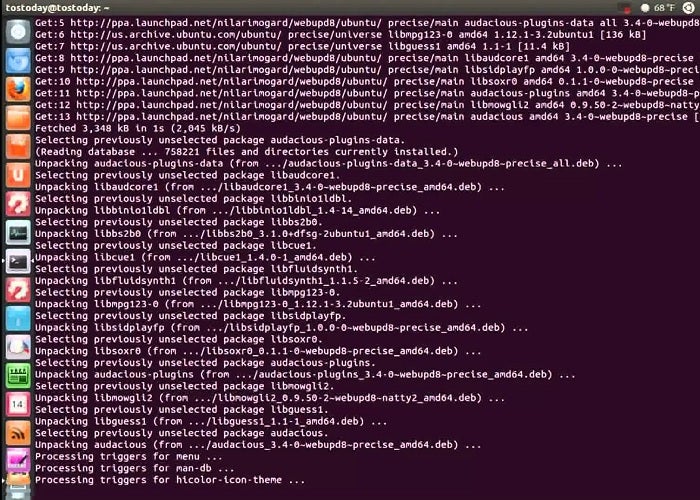 tostoday@tostoday: ~
68 °F
Get:5 http://ppa.launchpad.net/nilarimogard/webupd8/ubuntu/ precise/main audacious-plugins-data all 3.4-0~webupd8
Get:6 http://us.archive.ubuntu.com/ubuntu/ precise/universe libmpg123-0 amd64 1.12.1-3.2ubuntu1 [136 kB]
Get:7 http://us.archive.ubuntu.com/ubuntu/ precise/universe libguess1 amd64 1.1-1 [11.4 kB]
Get:8 http://ppa.launchpad.net/nilarimogard/webupd8/ubuntu/ precise/main libaudcore1 amd64 3.4-0~webupd8~precise
Get:9 http://ppa.launchpad.net/nilarimogard/webupd8/ubuntu/ precise/main libsidplayfp amd64 1.0.0-0~webupd8~prec
Get:10 http://ppa.launchpad.net/nilarimogard/webupd8/ubuntu/ precise/main libsoxr0 amd64 0.1.1-0~webupd8~precise
Get:11 http://ppa.launchpad.net/nilarimogard/webupd8/ubuntu/ precise/main audacious-plugins amd64 3.4-0~webupd8~p
Get:12 http://ppa.launchpad.net/nilarimogard/webupd8/ubuntu/ precise/main libmowgli2 amd64 0.9.50-2~webupd8~natty
Get:13 http://ppa.launchpad.net/nilarimogard/webupd8/ubuntu/ precise/main audacious amd64 3.4-0~webupd8~precise [
Fetched 3,348 kB in 1s (2,045 kB/s)
Selecting previously unselected package audacious-plugins-data.
(Reading database ... 758221 files and directories currently installed.)
Unpacking audacious-plugins-data (from .../audacious-plugins-data_3.4-0~webupd8~precise_all.deb) ...
Selecting previously unselected package libaudcore1.
Unpacking libaudcore1 (from .../libaudcore1_3.4-0~webupd8~precise_amd64.deb) ...
Selecting previously unselected package libbinio1ldbl.
Unpacking libbinio1ldbl (from .../libbinio1ldbl_1.4-14_amd64.deb) ...
Selecting previously unselected package libbs2b0.
Unpacking libbs2b0 (from .../libbs2b0_3.1.0+dfsg-2ubuntu1_amd64.deb) ...
Selecting previously unselected package libcue1.
Unpacking libcue1 (from .../libcue1_1.4.0-1_amd64.deb) ...
Selecting previously unselected package libfluidsynth1.
Unpacking libfluidsynth1 (from .../libfluidsynth1_1.1.5-2_amd64.deb) ...
Selecting previously unselected package libmpg123-0.
Unpacking libmpg123-0 (from .../libmpg123-0_1.12.1-3.2ubuntu1_amd64.deb) ...
Selecting previously unselected package libsidplayfp.
Unpacking libsidplayfp (from .../libsidplayfp_1.0.0-0~webupd8~precise_amd64.deb) ...
Selecting previously unselected package libsoxr0.
Unpacking libsoxr0 (from .../libsoxr0_0.1.1-0~webupd8~precise_amd64.deb) ...
Selecting previously unselected package audacious-plugins.
Unpacking audacious-plugins (from .../audacious-plugins_3.4-0~webupd8~precise_amd64.deb) ...
Selecting previously unselected package libmowgli2.
Unpacking libmowgli2 (from .../libmowgli2_0.9.50-2~webupd8~natty2_amd64.deb) ...
Selecting previously unselected package libguess1.
Unpacking libguess1 (from .../libguess1_1.1-1_amd64.deb) ...
Selecting previously unselected package audacious.
Unpacking audacious (from .../audacious_3.4-0~webupd8~precise_amd64.deb) ...
Processing triggers for menu ...
Processing triggers for man-db ...
Processing triggers for hicolor-icon-theme ...
14